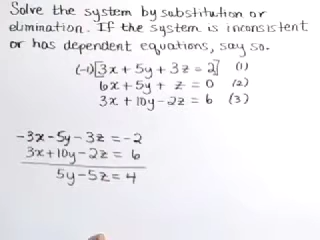 Solve the system by substitution or
elimination. If the system is inconsistent
or has dependent equations, say so.
(-1)[3x + 5y + 3z = 2] (1)
6x + 5y + z = 0 (2)
3x + 10y - 2z = 6 (3)
-3x - 5y - 3z = -2
3x + 10y - 2z = 6
5y - 5z = 4